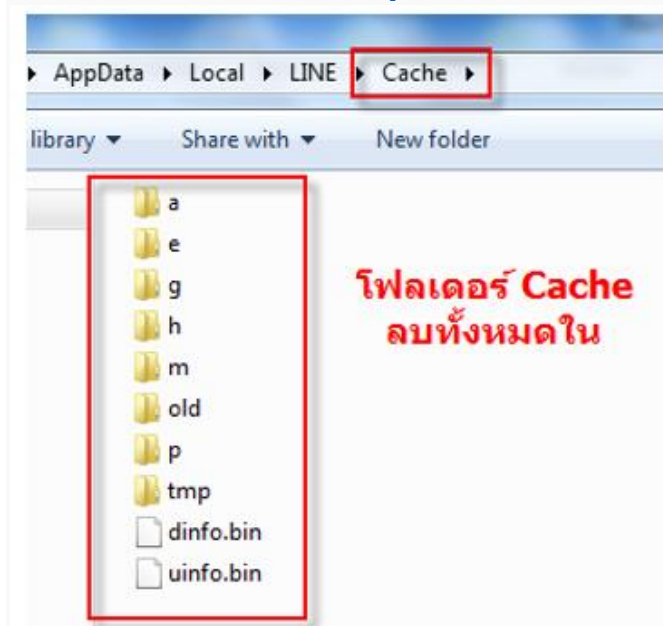 AppData ▸ Local ▸ LINE ▸ Cache ▸
library Share with New folder
a
e
g
h
m
old
p
tmp
dinfo.bin
uinfo.bin
โฟลเดอร์ Cache
ลบทั้งหมดใน